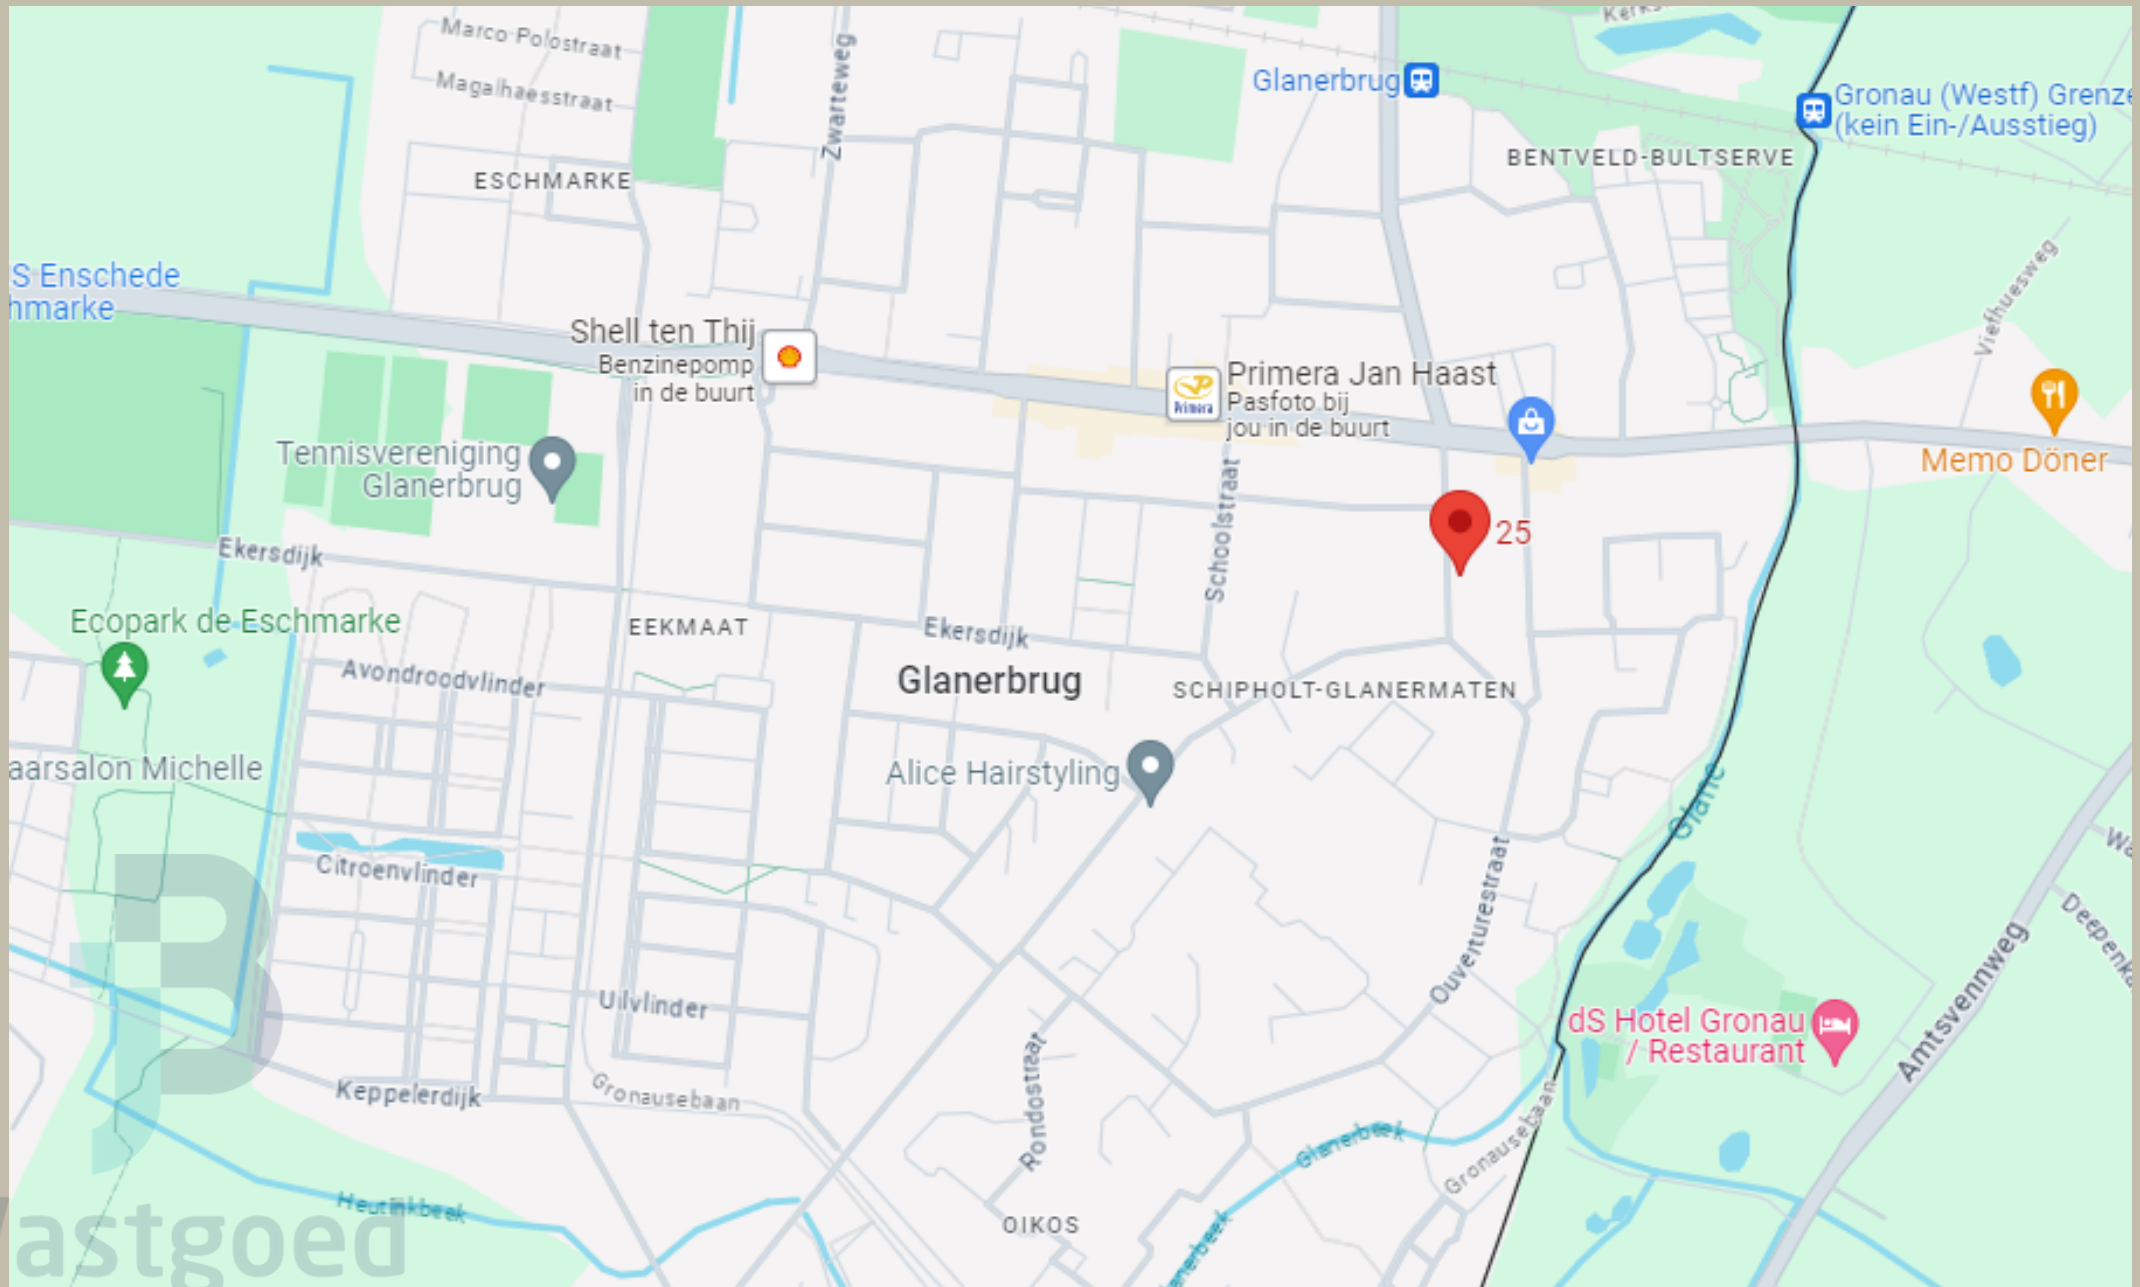 Marco Polostraat
Magalhaesstraat
Zwarteweg
Glanerbrug
Gronau (Westf) Grenze
(kein Ein-/Ausstieg)
BENTVELD-BULTSERVE
ESCHMARKE
S Enschede
hmarke
Viefhuesweg
Shell ten Thij
Benzinepomp
in de buurt
Primera
Primera Jan Haast
Pasfoto bij
jou in de buurt
Memo Döner
Tennisvereniging
Glanerbrug
Schoolstraat
25
Ekersdijk
Ecopark de Eschmarke
EEKMAAT
Ekersdijk
Avondroodvlinder
Glanerbrug
SCHIPHOLT-GLANERMATEN
aarsalon Michelle
Alice Hairstyling
Glane
Citroenvlinder
Ouverturestraat
Amtsvennweg
Uilvlinder
dS Hotel Gronau
/ Restaurant
Rondostraat
Keppelerdijk
Gronausebaan
Glanerbeek
Gronausebaan
Heutinkbeek
OIKOS
anerbeek
astgoed